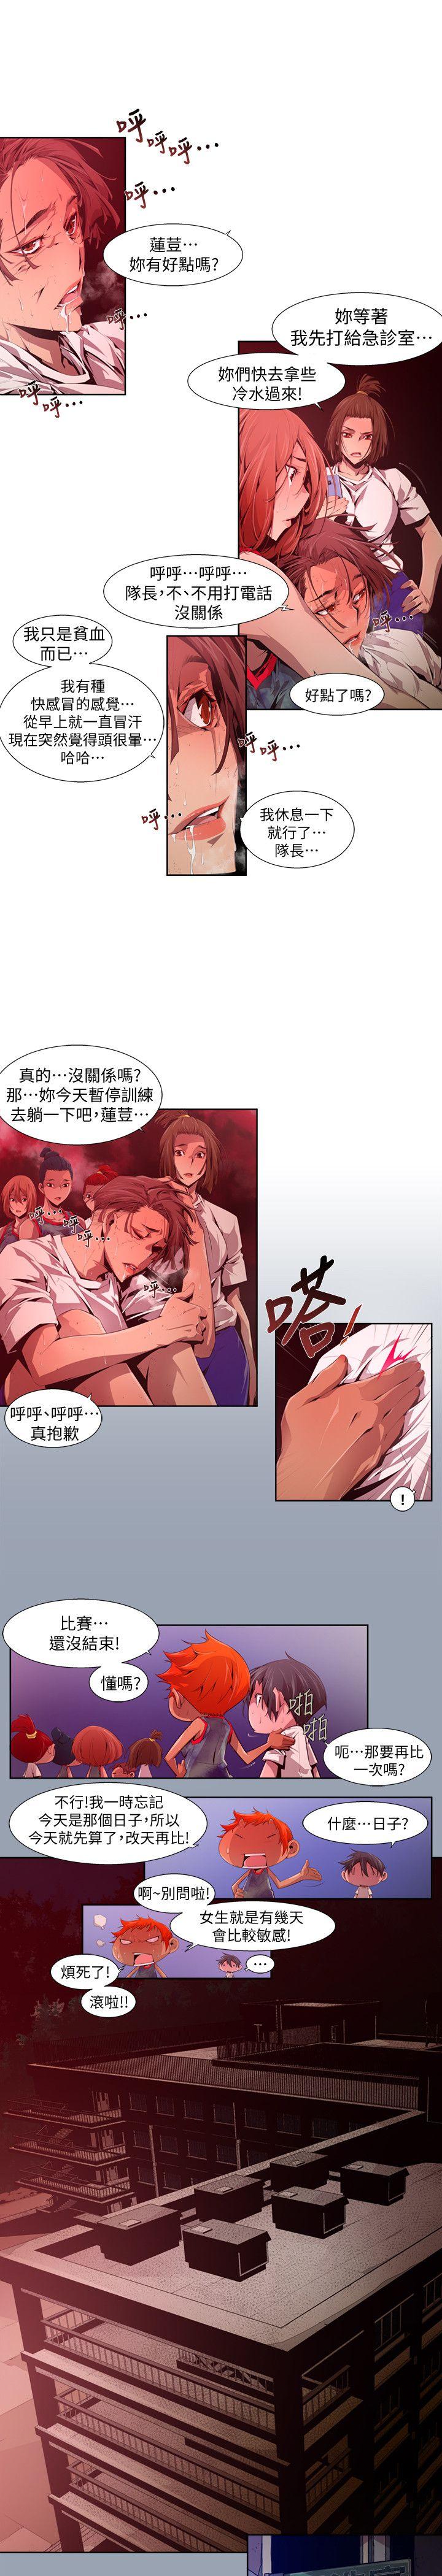 呼
呼
呼…
呼…
蓮荳…
妳有好點嗎?
呼…
呼
呼…
妳等著
我先打給急診室…
妳們快去拿些
冷水過來!
呼呼…呼呼…
隊長,不、不用打電話
沒關係
呼…
我只是貧血
而已…
我有種
快感冒的感覺…
從早上就一直冒汗
現在突然覺得頭很暈…
哈哈…
好點了嗎?
呼
呼…
呼…
我休息一下
就行了…
隊長…
真的…沒關係嗎?
那…妳今天暫停訓練
去躺一下吧,蓮荳…
呼…
呼
呼…
呼…
呼呼、呼呼…
真抱歉
嗒!
!
比賽…
還沒結束!
懂嗎?
啪
啪
呃…那要再比
一次嗎?
不行!我一時忘記
今天是那個日子,所以
今天就先算了,改天再比!
什麼…日子?
啊~別問啦!
女生就是有幾天
會比較敏感!
…
煩死了!
滾啦!!